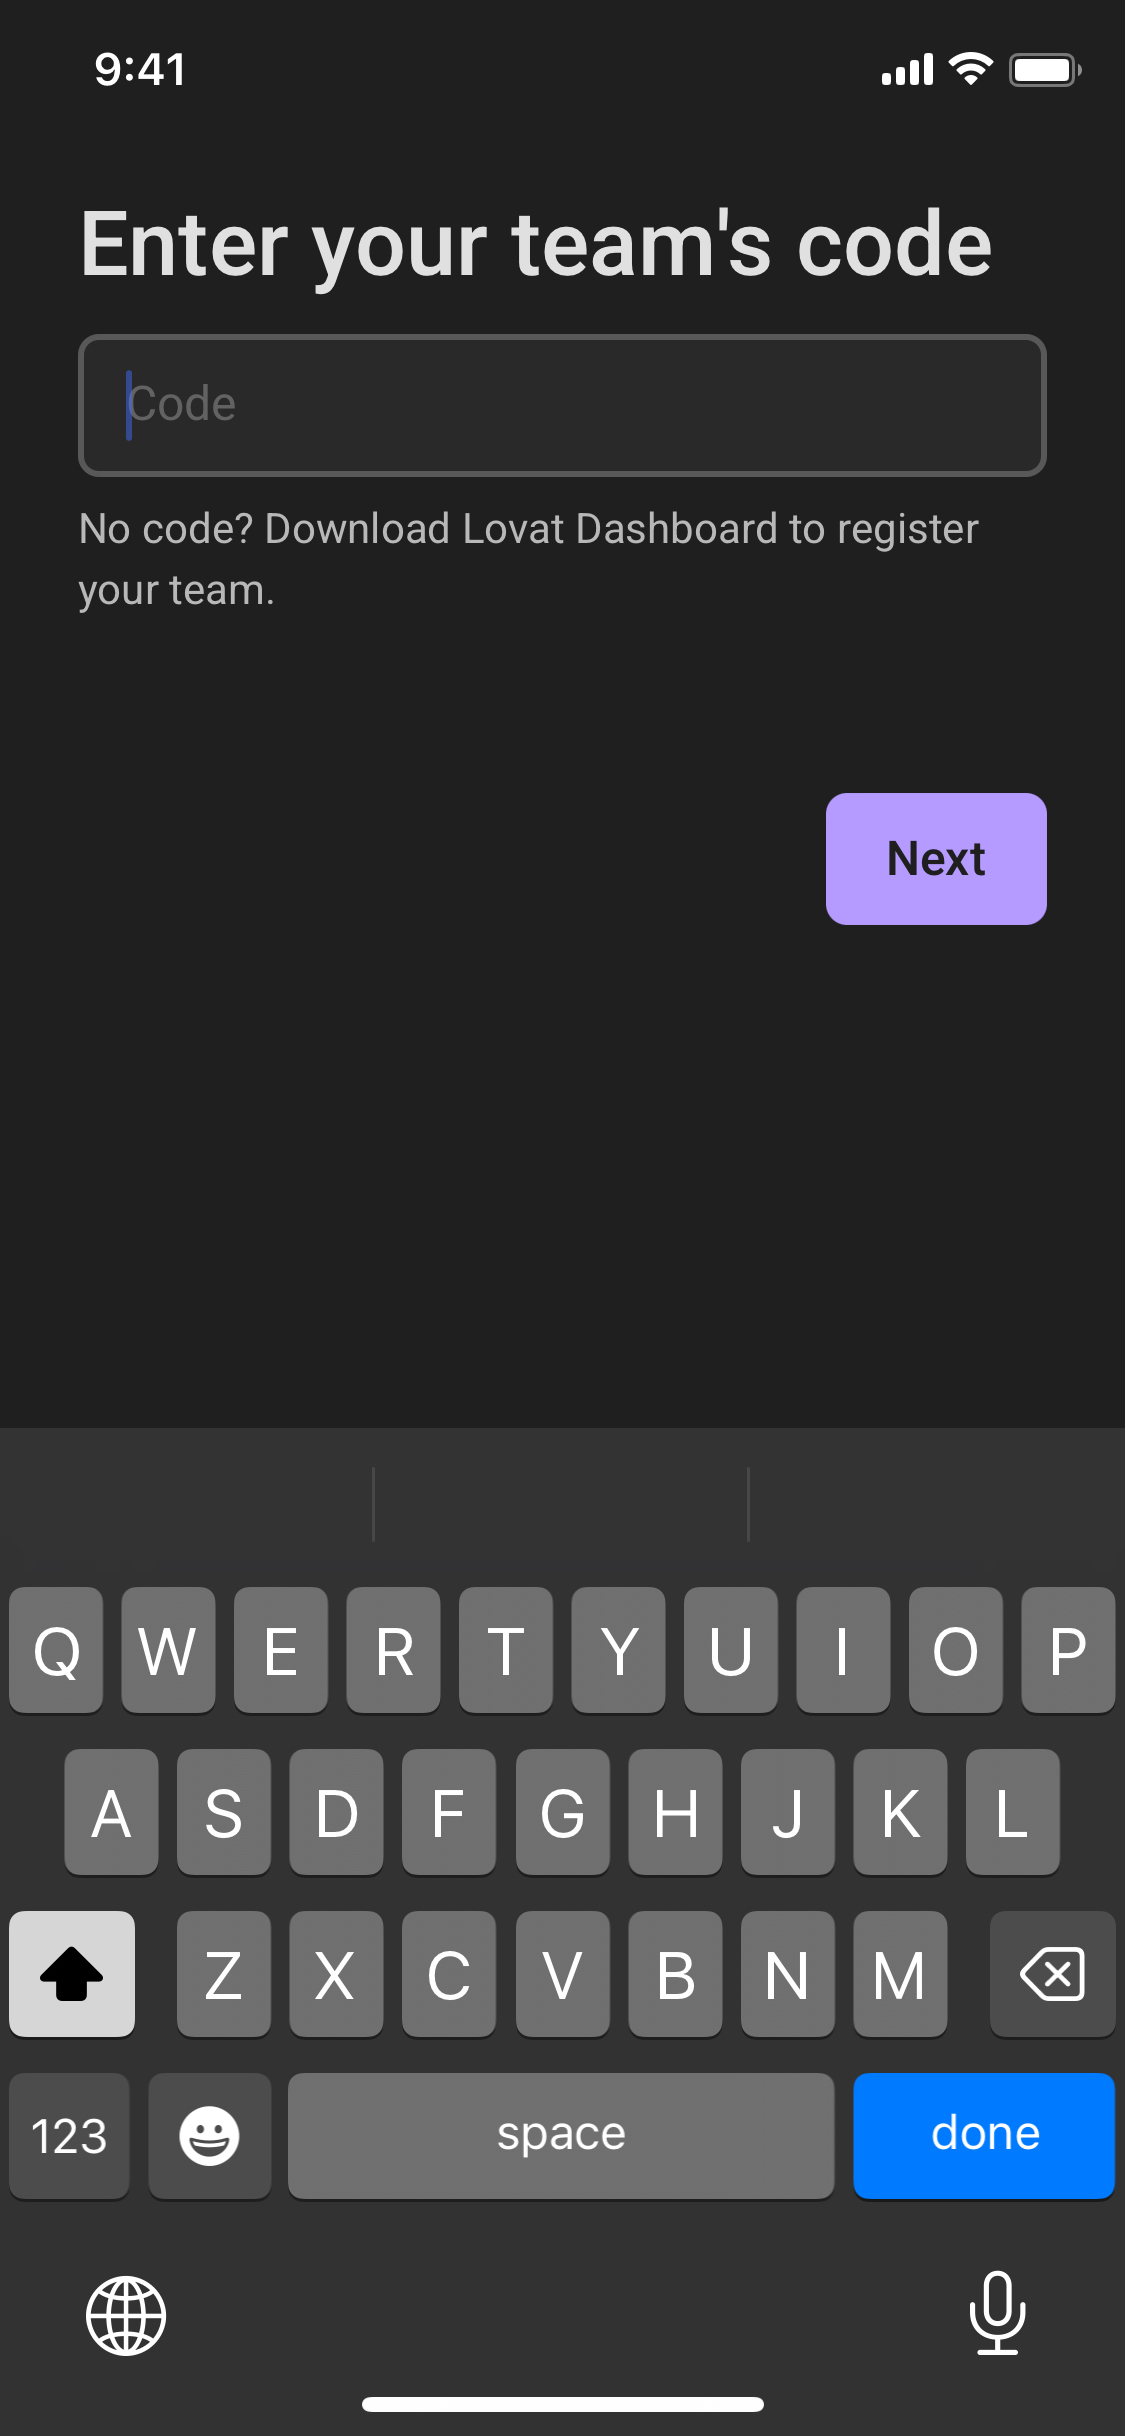 9:41
Enter your team's code
Code
No code? Download Lovat Dashboard to register
your team.
Next
Q W E R T Y U I O P
A S D F G H J K L
Z X C V B N M
123 space done